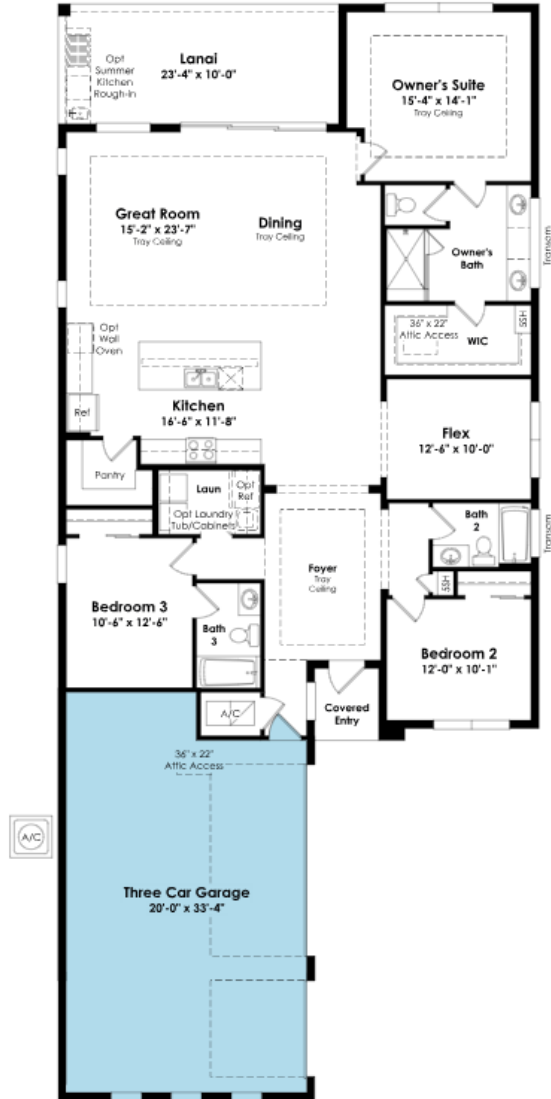 Lanai
23'-4" x 10'-0"
Opt
Summer
Kitchen
Rough-In
Owner's Suite
15'-4" x 14'-1"
Tray Ceiling
Great Room
15'-2" x 23'-7"
Tray Ceiling
Dining
Tray Ceiling
Owner's
Bath
Transom
Opt
Wall
Oven
36" x 22"
Attic Access
WIC
5SH
Ref
Kitchen
16'-6" x 11'-8"
Flex
12'-6" x 10'-0"
Pantry
Laun
Opt
Ref
Opt Laundry
Tub/Cabinets
Bath
2
Transom
Foyer
Tray
Ceiling
5SH
Bedroom 3
10'-6" x 12'-6"
Bath
3
Bedroom 2
12'-0" x 10'-1"
A/C
Covered
Entry
36" x 22"
Attic Access
A/C
Three Car Garage
20'-0" x 33'-4"